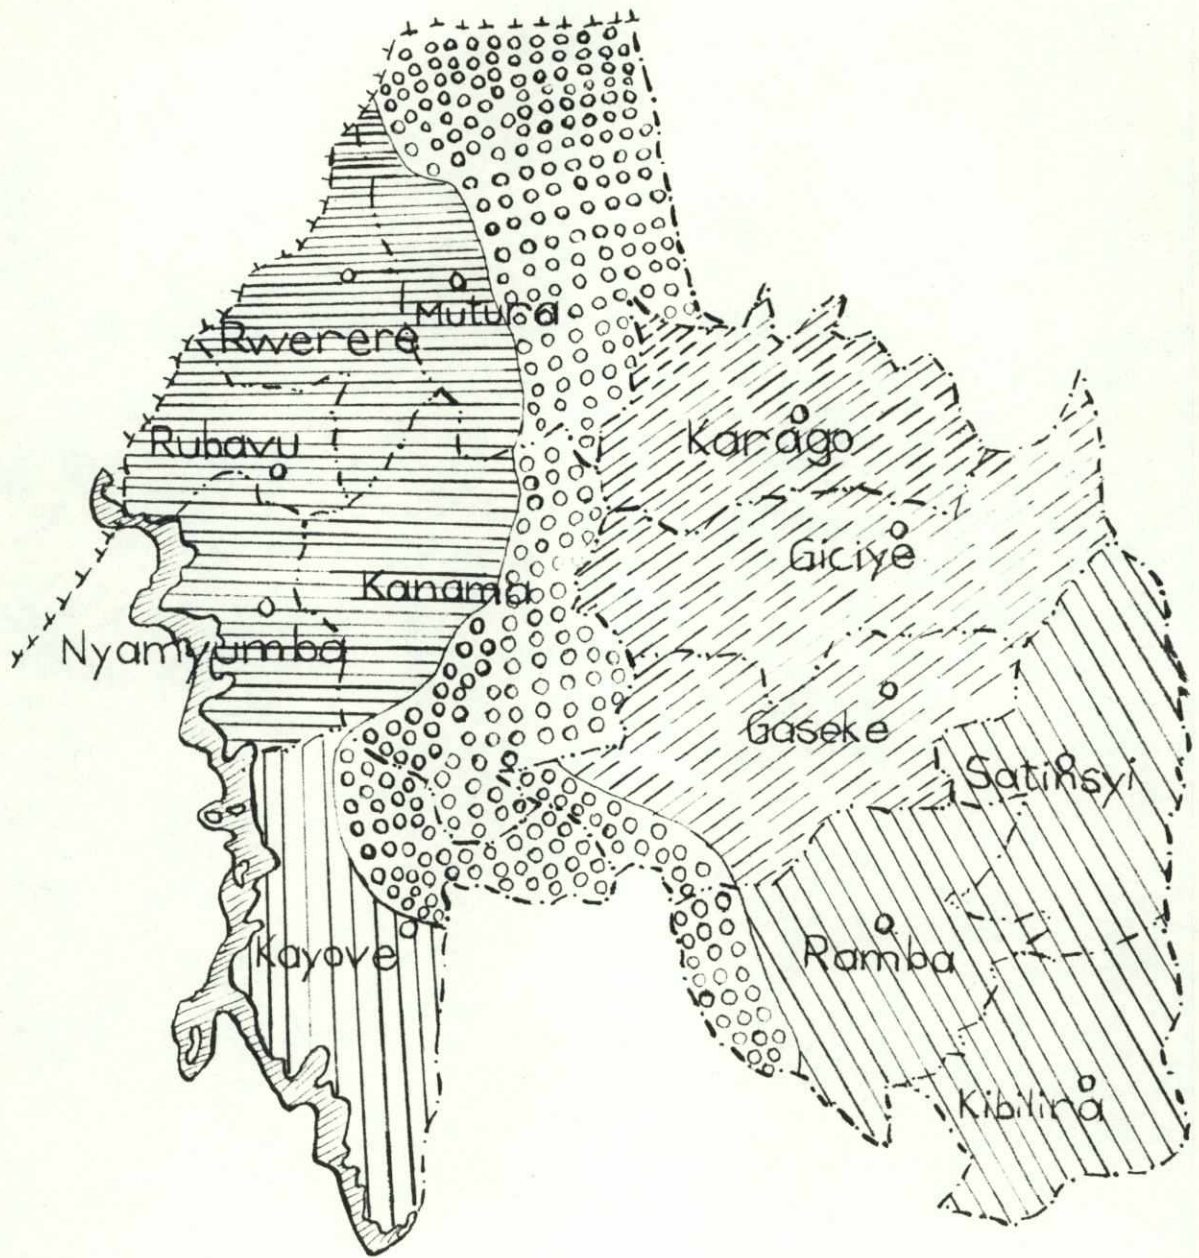 Mutura
Rwerere
Rubavu
Karago
Giciye
Kanama
Nyamyumba
Gaseke
Satinsyi
Kayove
Ramba
Kibilira